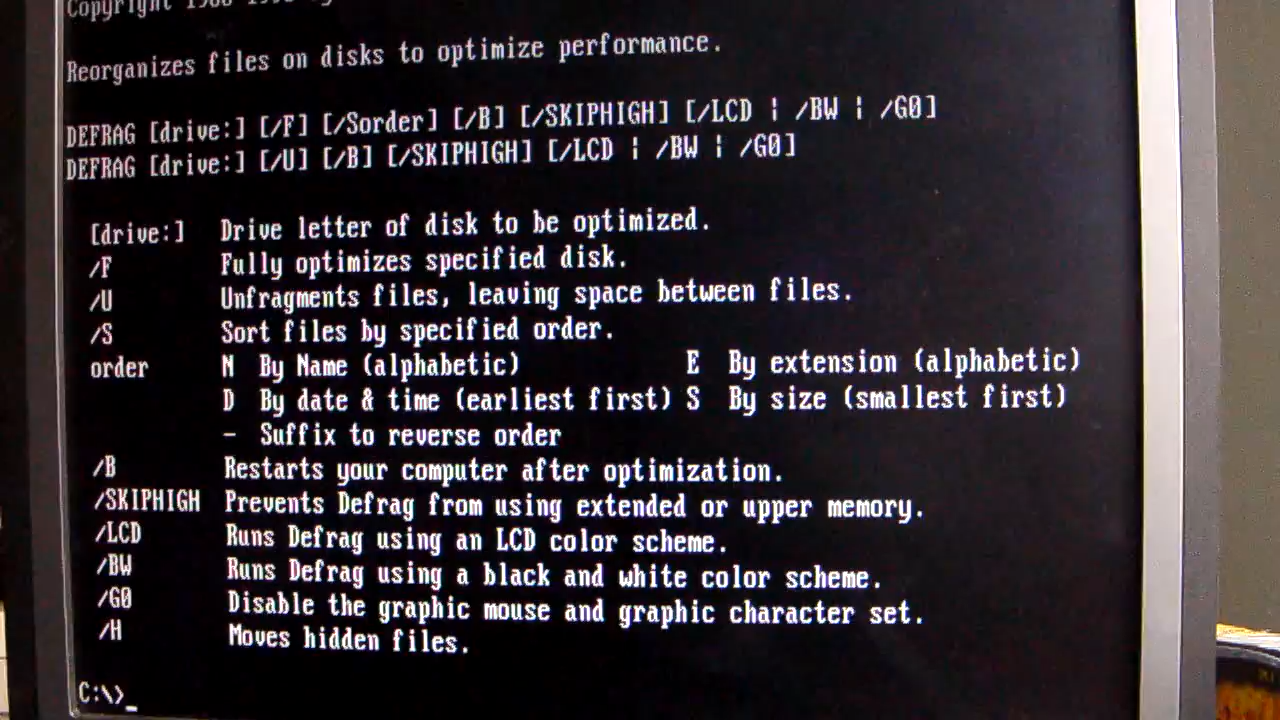 Copyright
Reorganizes files on disks to optimize performance.
DEFRAG [drive:] [/F] [/Sorder] [/B] [/SKIPHIGH] [/LCD ¦ /BW ¦ /G0]
DEFRAG [drive:] [/U] [/B] [/SKIPHIGH] [/LCD ¦ /BW ¦ /G0]
[drive:] Drive letter of disk to be optimized.
/F Fully optimizes specified disk.
/U Unfragments files, leaving space between files.
/S Sort files by specified order.
order N By Name (alphabetic) E By extension (alphabetic)
D By date & time (earliest first) S By size (smallest first)
- Suffix to reverse order
/B Restarts your computer after optimization.
/SKIPHIGH Prevents Defrag from using extended or upper memory.
/LCD Runs Defrag using an LCD color scheme.
/BW Runs Defrag using a black and white color scheme.
/G0 Disable the graphic mouse and graphic character set.
/H Moves hidden files.
C:\>_